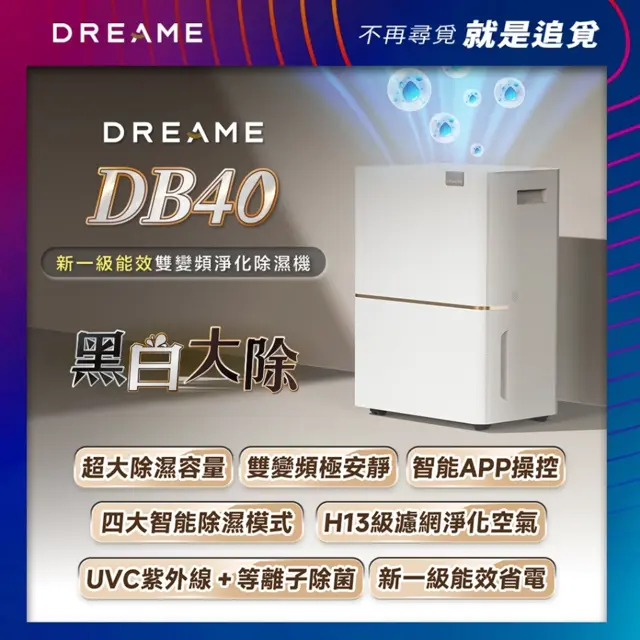 DREAME
不再尋覓 就是追覓
DREAME
DB40
新一級能效雙變頻淨化除濕機
黑白大除
超大除濕容量
雙變頻極安靜
智能APP操控
四大智能除濕模式
H13級濾網淨化空氣
UVC紫外線+等離子除菌
新一級能效省電